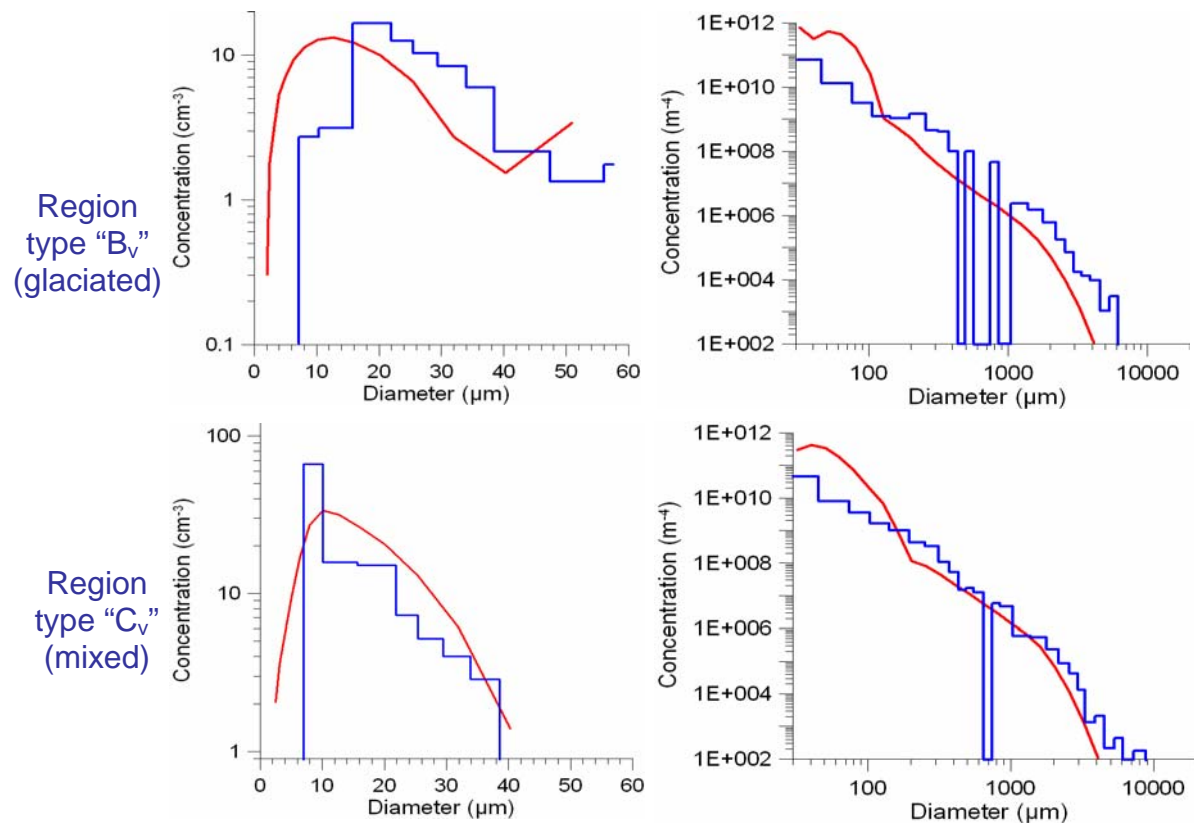 Region
type “Bv”
(glaciated)
Concentration (cm-3)
10
1
0.1
0 10 20 30 40 50 60
Diameter (µm)
Concentration (m-4)
1E+012
1E+010
1E+008
1E+006
1E+004
1E+002
100 1000 10000
Diameter (µm)
Region
type “Cv”
(mixed)
Concentration (cm-3)
100
10
1
0 10 20 30 40 50 60
Diameter (µm)
Concentration (m-4)
1E+012
1E+010
1E+008
1E+006
1E+004
1E+002
100 1000 10000
Diameter (µm)